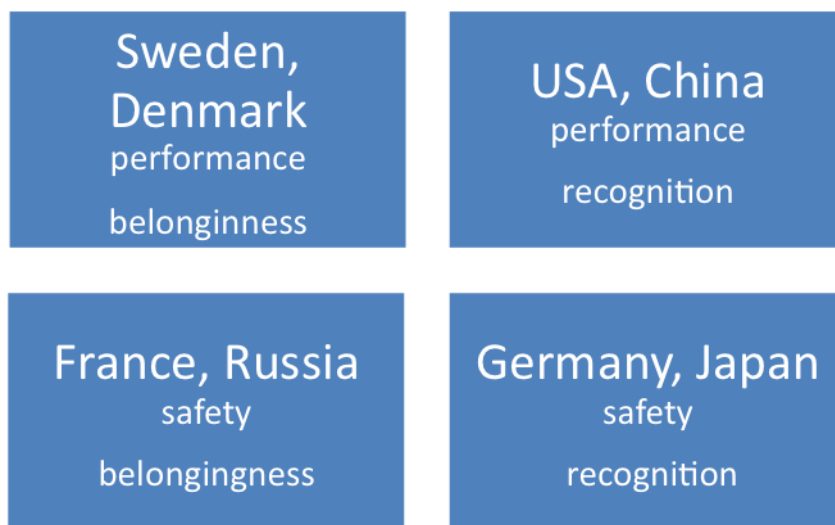 Sweden,
Denmark
performance
belonginness
USA, China
performance
recognition
France, Russia
safety
belongingness
Germany, Japan
safety
recognition